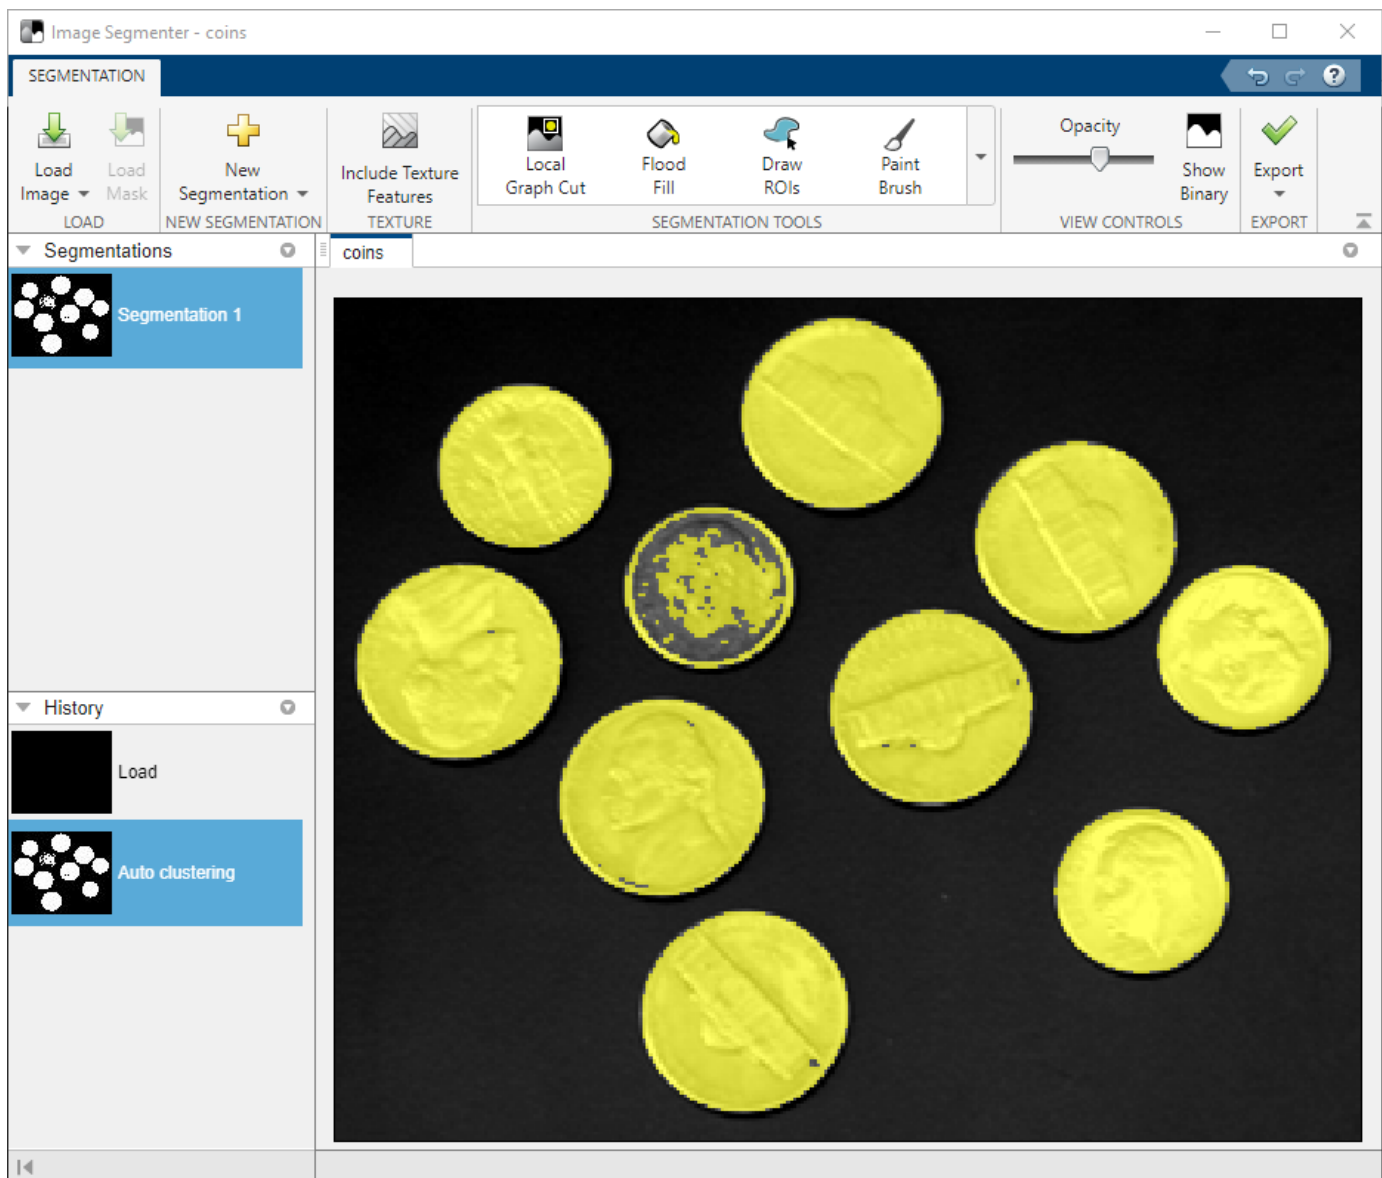 Image Segmenter - coins
SEGMENTATION
?
Load
Image
Load
Mask
New
Segmentation
Include Texture
Features
Local
Graph Cut
Flood
Fill
Draw
ROIs
Paint
Brush
Opacity
Show
Binary
Export
LOAD
NEW SEGMENTATION
TEXTURE
SEGMENTATION TOOLS
VIEW CONTROLS
EXPORT
Segmentations
coins
Segmentation 1
History
Load
Auto clustering